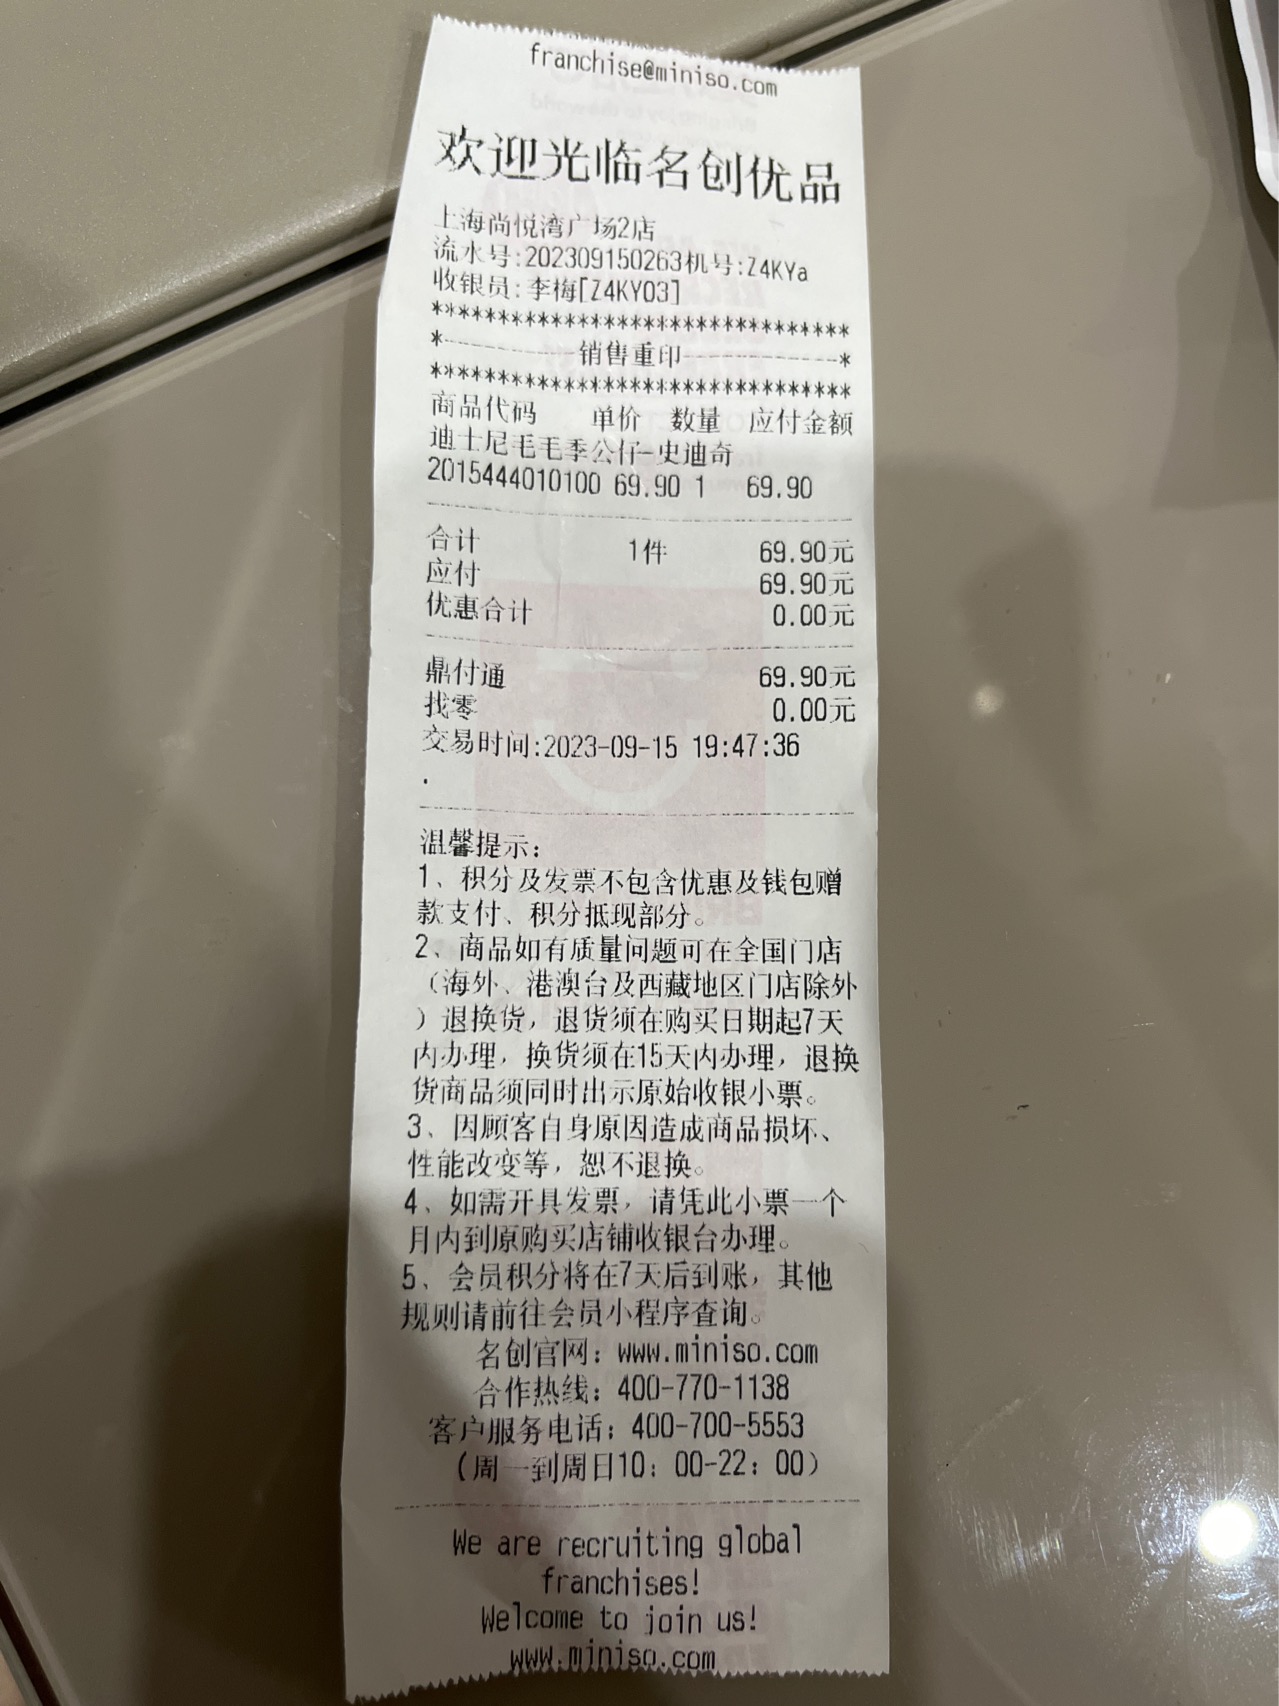 franchise@miniso.com
欢迎光临名创优品
上海尚悦湾广场2店
流水号:202309150263机号:Z4KYa
收银员:李梅[Z4KY03]
*******************************
*------------销售重印------------*
*******************************
商品代码 单价 数量 应付金额
迪士尼毛毛季公仔-史迪奇
2015444010100 69.90 1 69.90
合计 1件 69.90元
应付 69.90元
优惠合计 0.00元
鼎付通 69.90元
找零 0.00元
交易时间:2023-09-15 19:47:36
.
温馨提示:
1、积分及发票不包含优惠及钱包赠
款支付、积分抵现部分。
2、商品如有质量问题可在全国门店
（海外、港澳台及西藏地区门店除外
）退换货，退货须在购买日期起7天
内办理，换货须在15天内办理，退换
货商品须同时出示原始收银小票。
3、因顾客自身原因造成商品损坏、
性能改变等，恕不退换。
4、如需开具发票，请凭此小票一个
月内到原购买店铺收银台办理。
5、会员积分将在7天后到账，其他
规则请前往会员小程序查询。
名创官网：www.miniso.com
合作热线：400-770-1138
客户服务电话：400-700-5553
（周一到周日10：00-22：00）
We are recruiting global
franchises!
Welcome to join us!
www.miniso.com